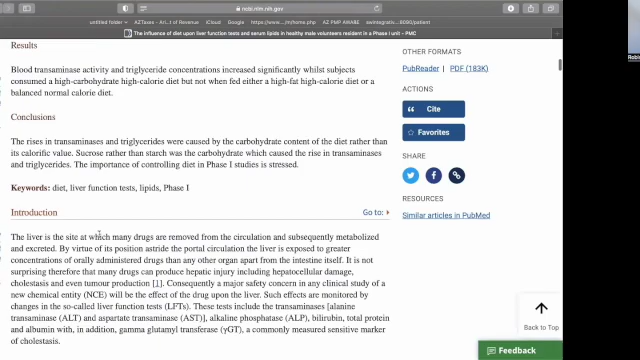 ncbi.nlm.nih.gov
untitled folder
AZTaxes
of Revenue
iCloud
Google
AZ PMP AWARE
The influence of diet upon liver function tests and serum lipids in healthy male volunteers resident in a Phase I unit - PMC
Results
Blood transaminase activity and triglyceride concentrations increased significantly whilst subjects
consumed a high-carbohydrate high-calorie diet but not when fed either a high-fat high-calorie diet or a
balanced normal calorie diet.
Conclusions
The rises in transaminases and triglycerides were caused by the carbohydrate content of the diet rather than
its calorific value. Sucrose rather than starch was the carbohydrate which caused the rise in transaminases
and triglycerides. The importance of controlling diet in Phase I studies is stressed.
Keywords: diet, liver function tests, lipids, Phase I
Introduction
Go to:
The liver is the site at which many drugs are removed from the circulation and subsequently metabolized
and excreted. By virtue of its position astride the portal circulation the liver is exposed to greater
concentrations of orally administered drugs than any other organ apart from the intestine itself. It is
not surprising therefore that many drugs can produce hepatic injury including hepatocellular damage,
cholestasis and even tumour production [1]. Consequently a major safety concern in any clinical study of a
new chemical entity (NCE) will be the effect of the drug upon the liver. Such effects are monitored by
changes in the so-called liver function tests (LFTs). These tests include the transaminases [alanine
transaminase (ALT) and aspartate transaminase (AST)], alkaline phosphatase (ALP), bilirubin, total protein
and albumin with, in addition, gamma glutamyl transferase (γGT), a commonly measured sensitive marker
of cholestasis.
OTHER FORMATS
PubReader
PDF (183K)
ACTIONS
Cite
Favorites
SHARE
RESOURCES
Similar articles in PubMed
Back to Top
Feedback